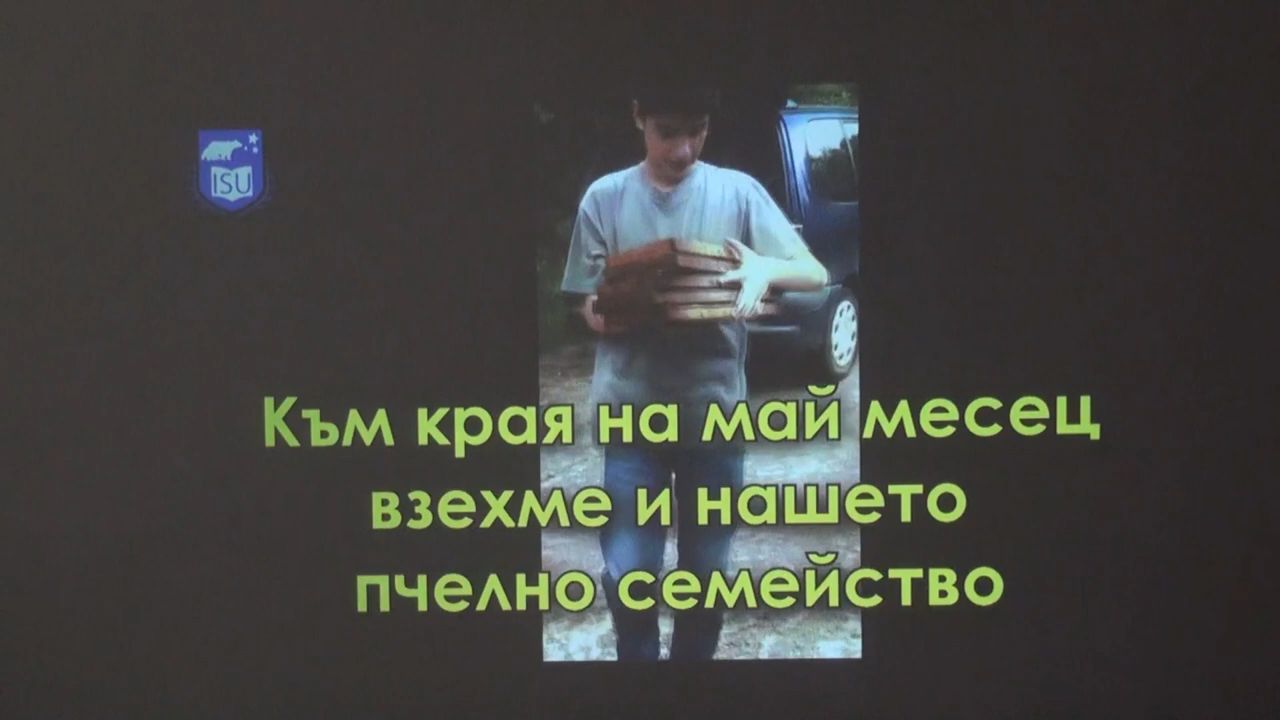 ISU
Към края на май месец
взехме и нашето
пчелно семейство